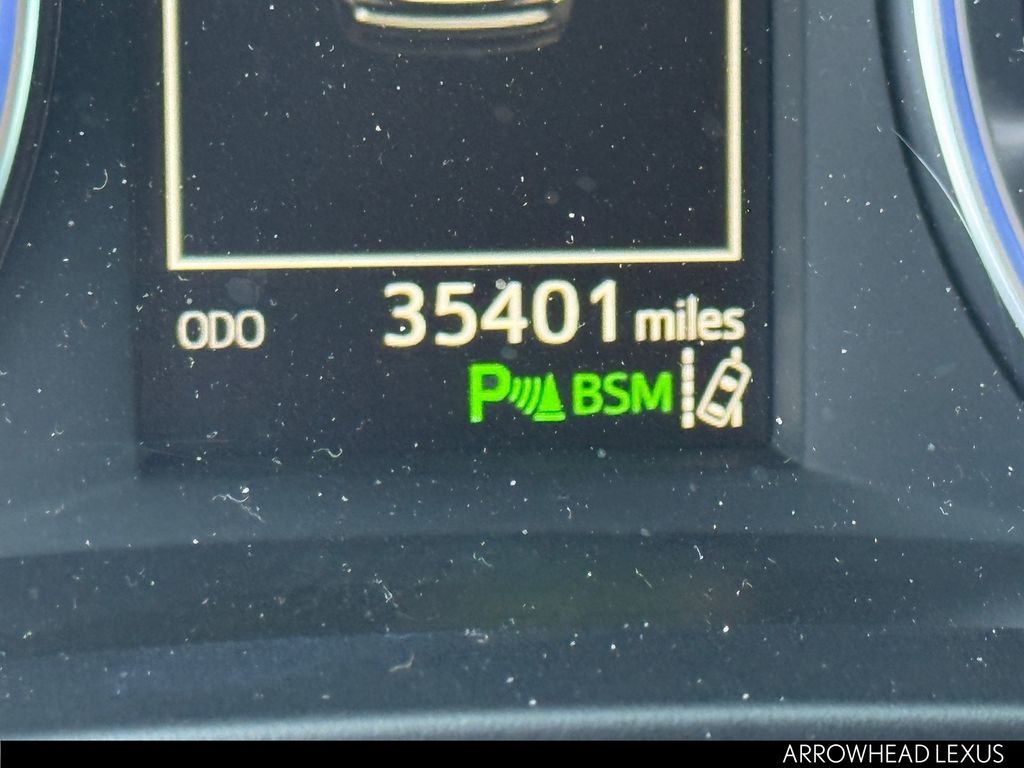 ODO 35401 miles
P BSM
ARROWHEAD LEXUS